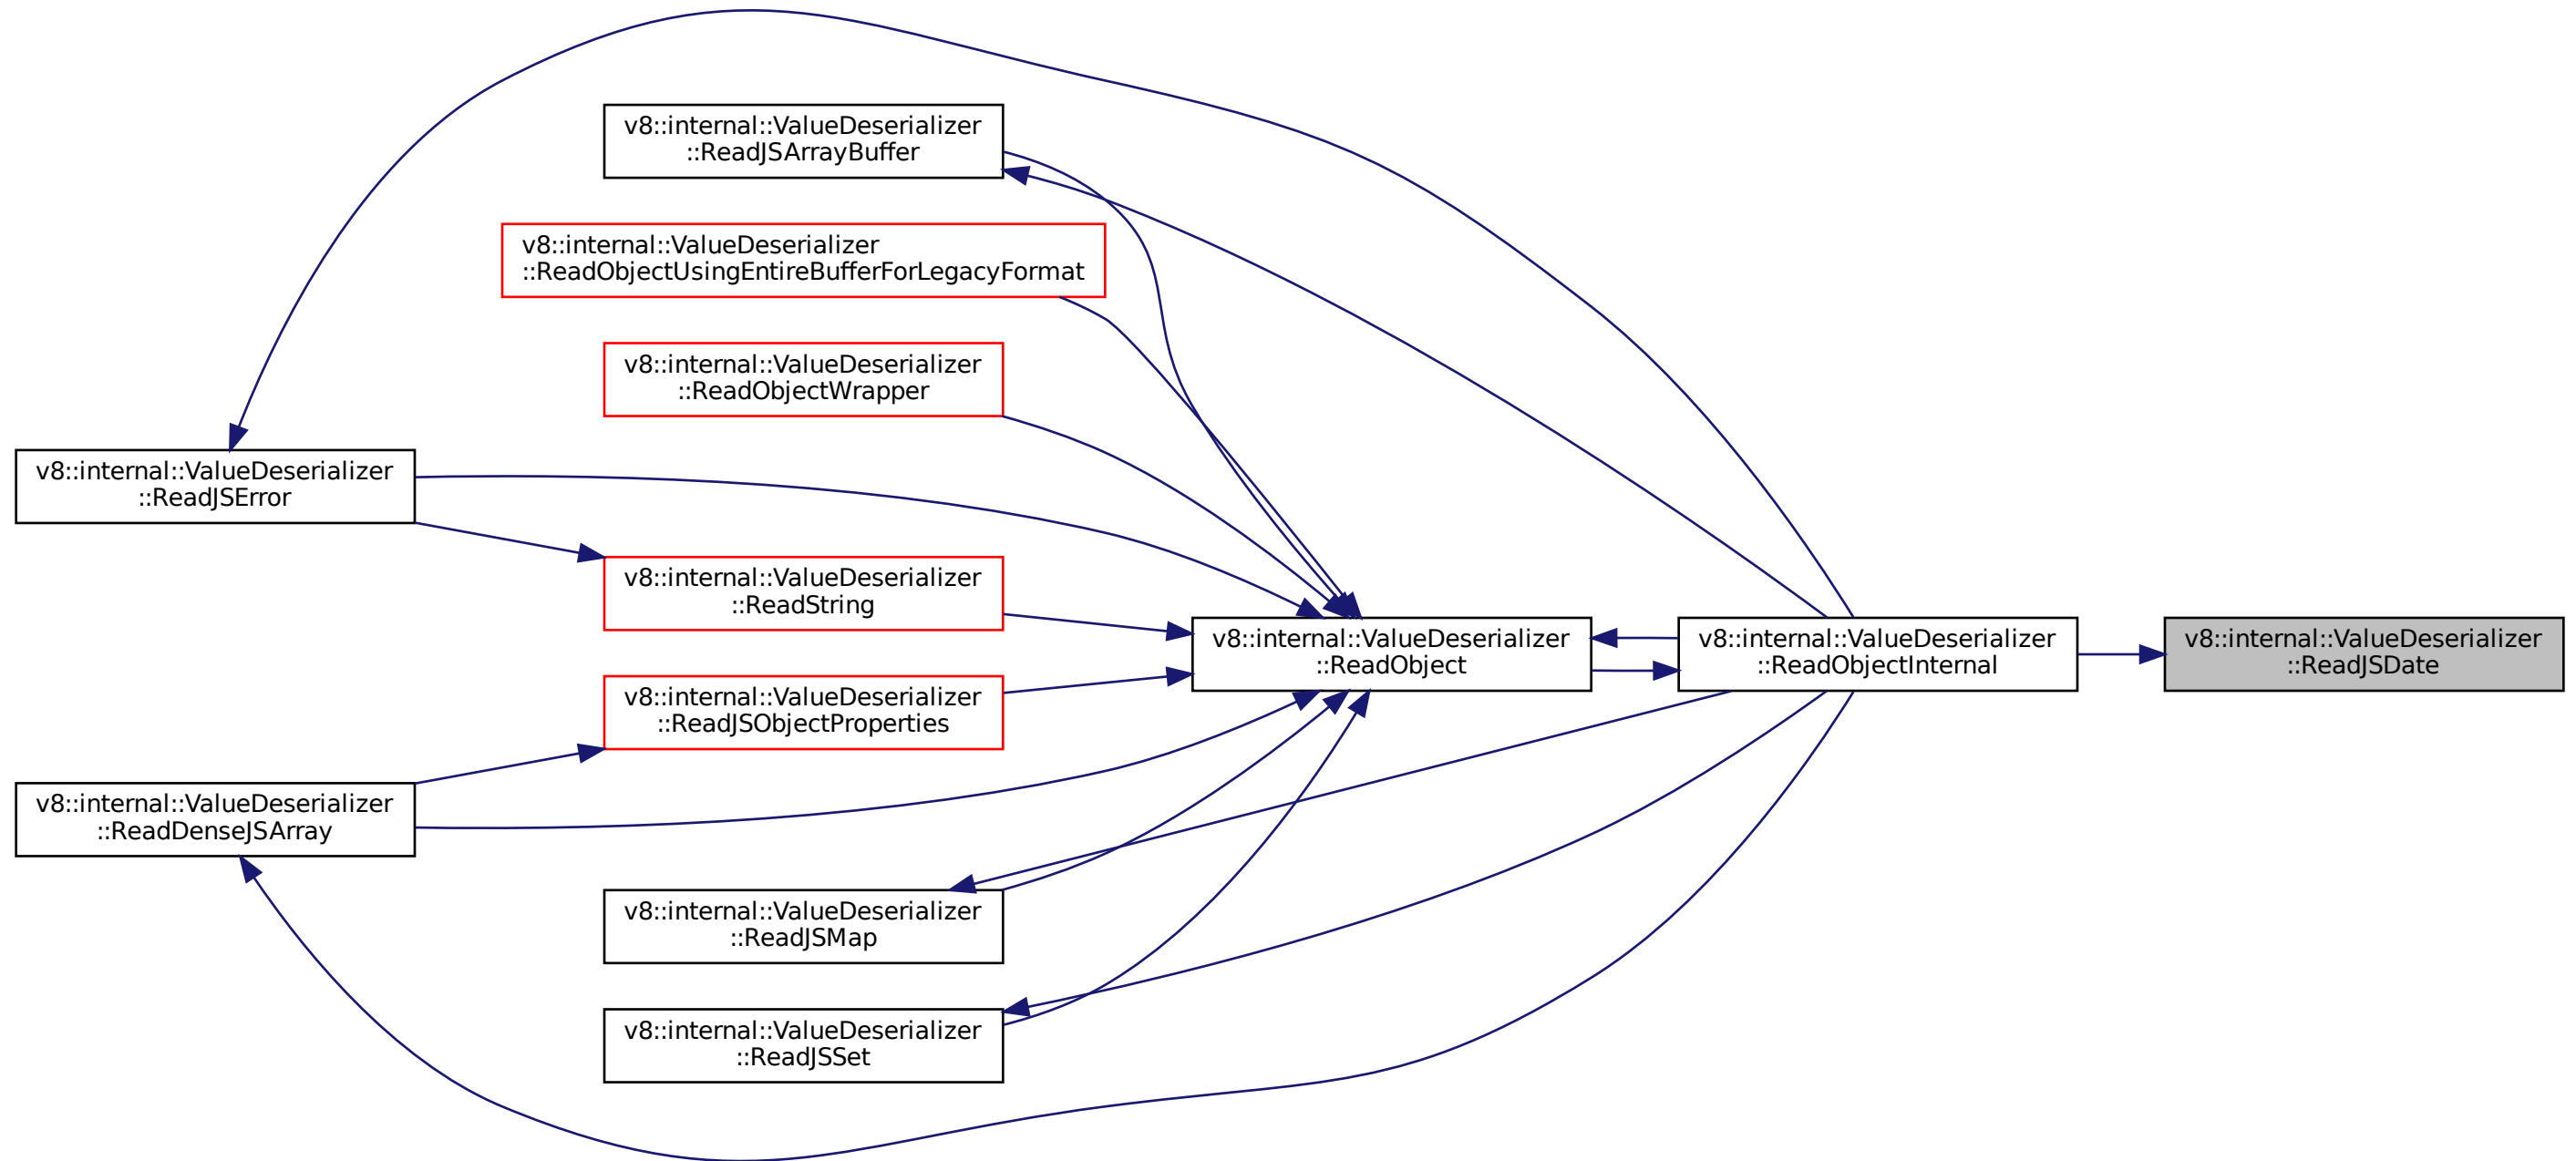 v8::internal::ValueDeserializer
::ReadJSArrayBuffer
v8::internal::ValueDeserializer
::ReadObjectUsingEntireBufferForLegacyFormat
v8::internal::ValueDeserializer
::ReadObjectWrapper
v8::internal::ValueDeserializer
::ReadJSError
v8::internal::ValueDeserializer
::ReadString
v8::internal::ValueDeserializer
::ReadObject
v8::internal::ValueDeserializer
::ReadObjectInternal
v8::internal::ValueDeserializer
::ReadJSDate
v8::internal::ValueDeserializer
::ReadJSObjectProperties
v8::internal::ValueDeserializer
::ReadDenseJSArray
v8::internal::ValueDeserializer
::ReadJSMap
v8::internal::ValueDeserializer
::ReadJSSet